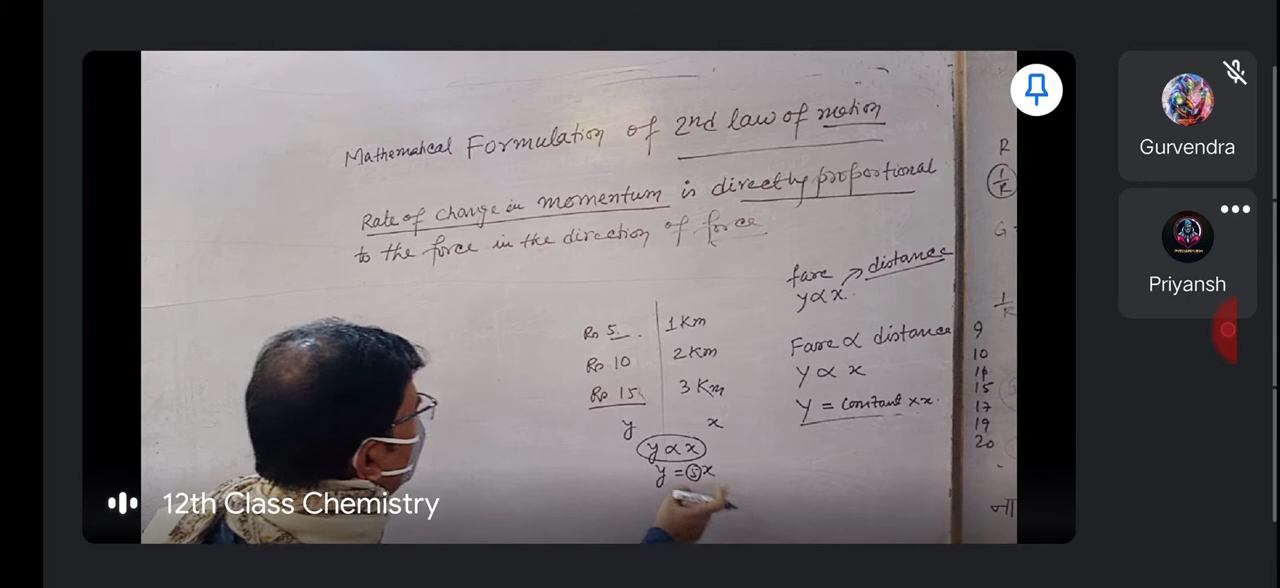 Mathematical Formulation of 2nd law of motion
Rate of change in momentum is directly proportional
to the force in the direction of force
fare → distance
y ∝ x
Rs 5 | 1 Km
Rs 10 | 2 Km
Rs 15 | 3 Km
y x
y ∝ x
y = 5x
Fare ∝ distance
y ∝ x
y = constant × x
R
1/R
G
9
10
15
17
19
20
ना
12th Class Chemistry
Gurvendra
Priyansh